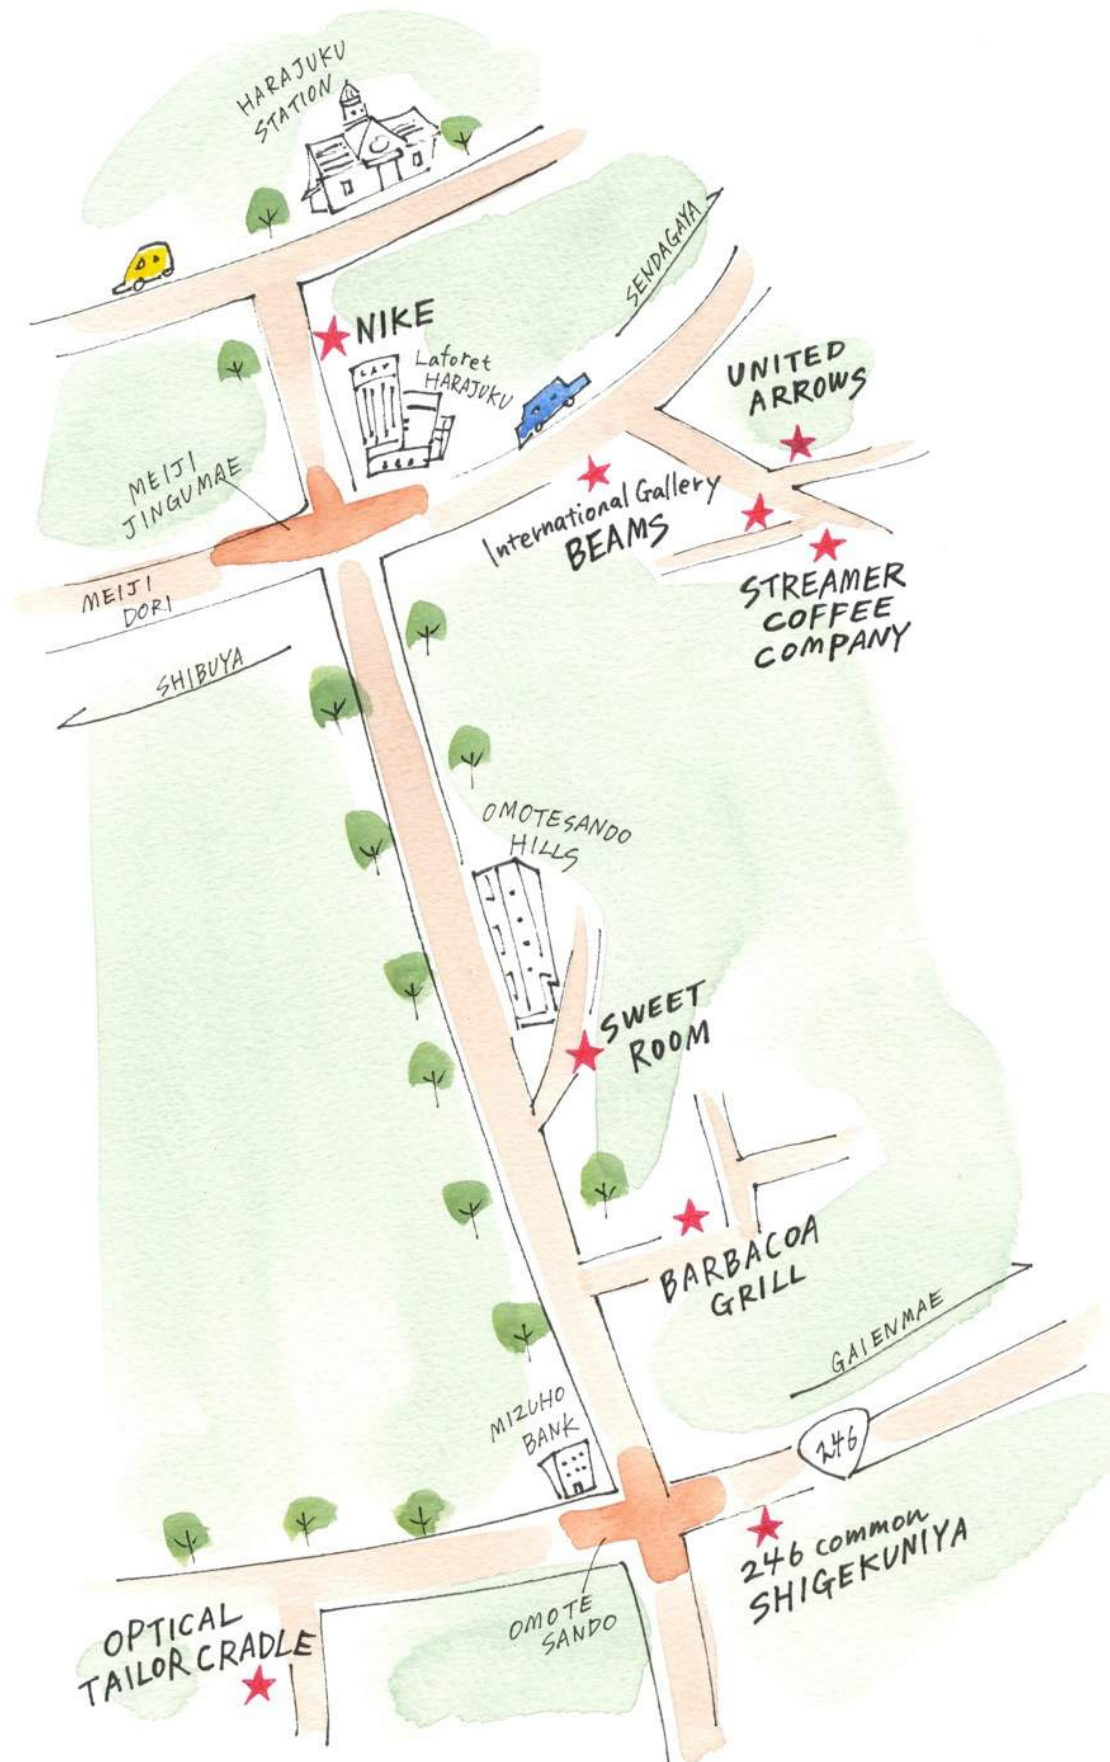 HARAJUKU
STATION
SENDAGAYA
NIKE
LAF
Laforet
HARAJUKU
UNITED
ARROWS
MEIJI
JINGUMAE
International Gallery
BEAMS
STREAMER
COFFEE
COMPANY
MEIJI
DORI
SHIBUYA
OMOTESANDO
HILLS
SWEET
ROOM
BARBACOA
GRILL
GAIENMAE
MIZUHO
BANK
246
246 common
SHIGEKUNIYA
OMOTE
SANDO
OPTICAL
TAILOR CRADLE